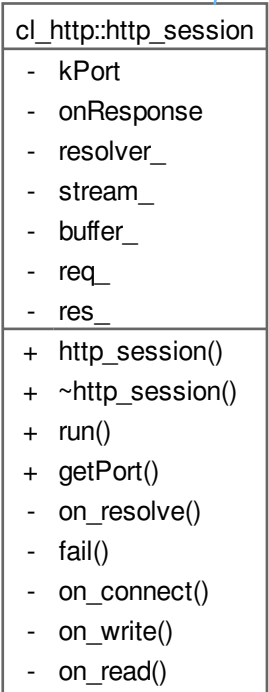 cl_http::http_session
- kPort
- onResponse
- resolver_
- stream_
- buffer_
- req_
- res_
+ http_session()
+ ~http_session()
+ run()
+ getPort()
- on_resolve()
- fail()
- on_connect()
- on_write()
- on_read()